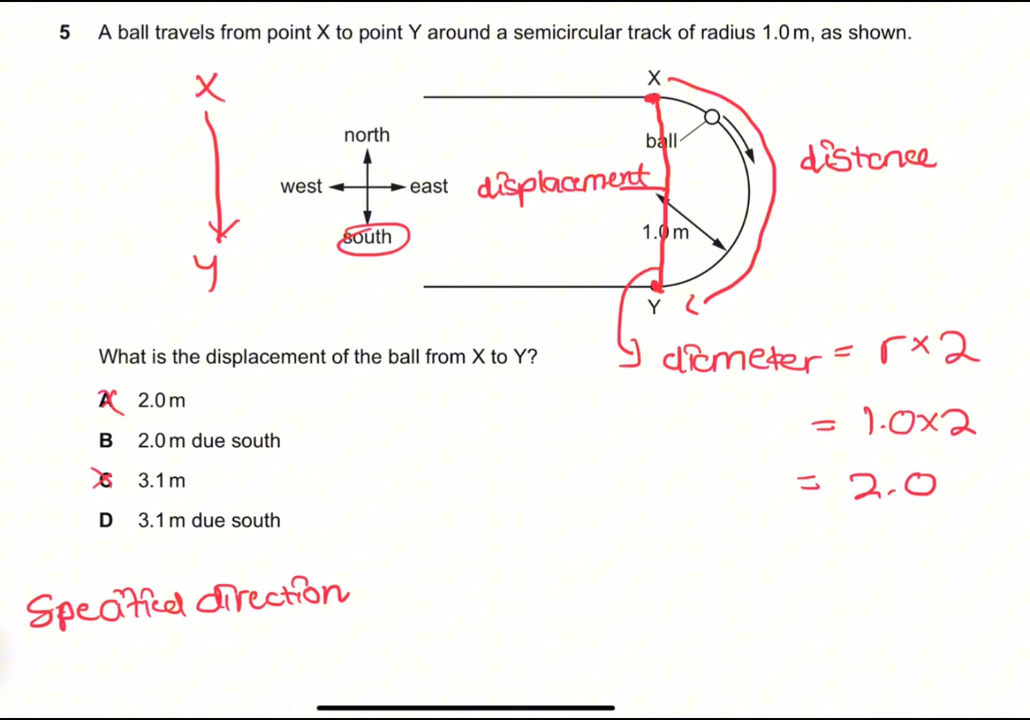 5 A ball travels from point X to point Y around a semicircular track of radius 1.0 m, as shown.
X
Y
north
west
east
south
displacement
X
ball
1.0 m
Y
distance
diameter = r × 2
= 1.0 × 2
= 2.0
What is the displacement of the ball from X to Y?
A 2.0 m
B 2.0 m due south
C 3.1 m
D 3.1 m due south
Specified direction